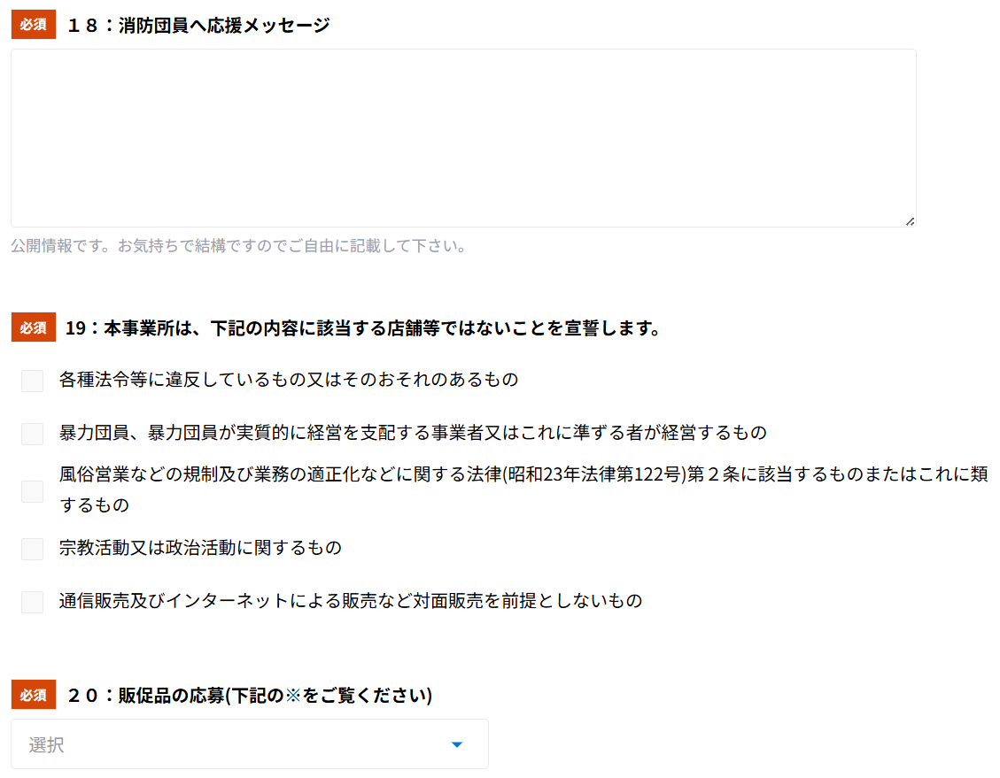 必須 １８：消防団員へ応援メッセージ
公開情報です。お気持ちで結構ですのでご自由に記載して下さい。
必須 19：本事業所は、下記の内容に該当する店舗等ではないことを宣誓します。
各種法令等に違反しているもの又はそのおそれのあるもの
暴力団員、暴力団員が実質的に経営を支配する事業者又はこれに準ずる者が経営するもの
風俗営業などの規制及び業務の適正化などに関する法律(昭和23年法律第122号)第２条に該当するものまたはこれに類
するもの
宗教活動又は政治活動に関するもの
通信販売及びインターネットによる販売など対面販売を前提としないもの
必須 ２０：販促品の応募(下記の※をご覧ください)
選択